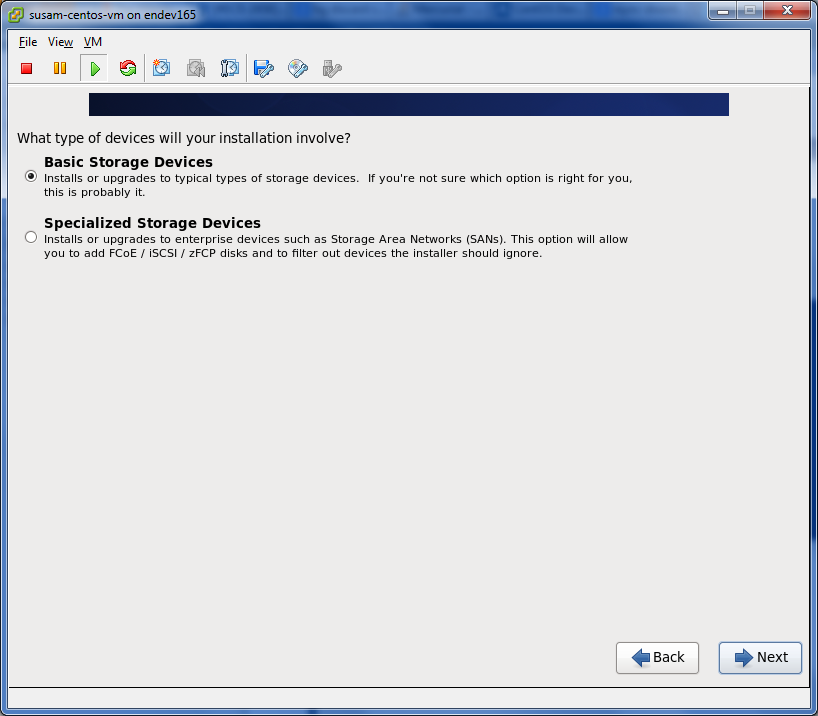 susam-centos-vm on endev165
File View VM
What type of devices will your installation involve?
Basic Storage Devices
Installs or upgrades to typical types of storage devices.  If you're not sure which option is right for you,
this is probably it.
Specialized Storage Devices
Installs or upgrades to enterprise devices such as Storage Area Networks (SANs). This option will allow
you to add FCoE / iSCSI / zFCP disks and to filter out devices the installer should ignore.
Back Next